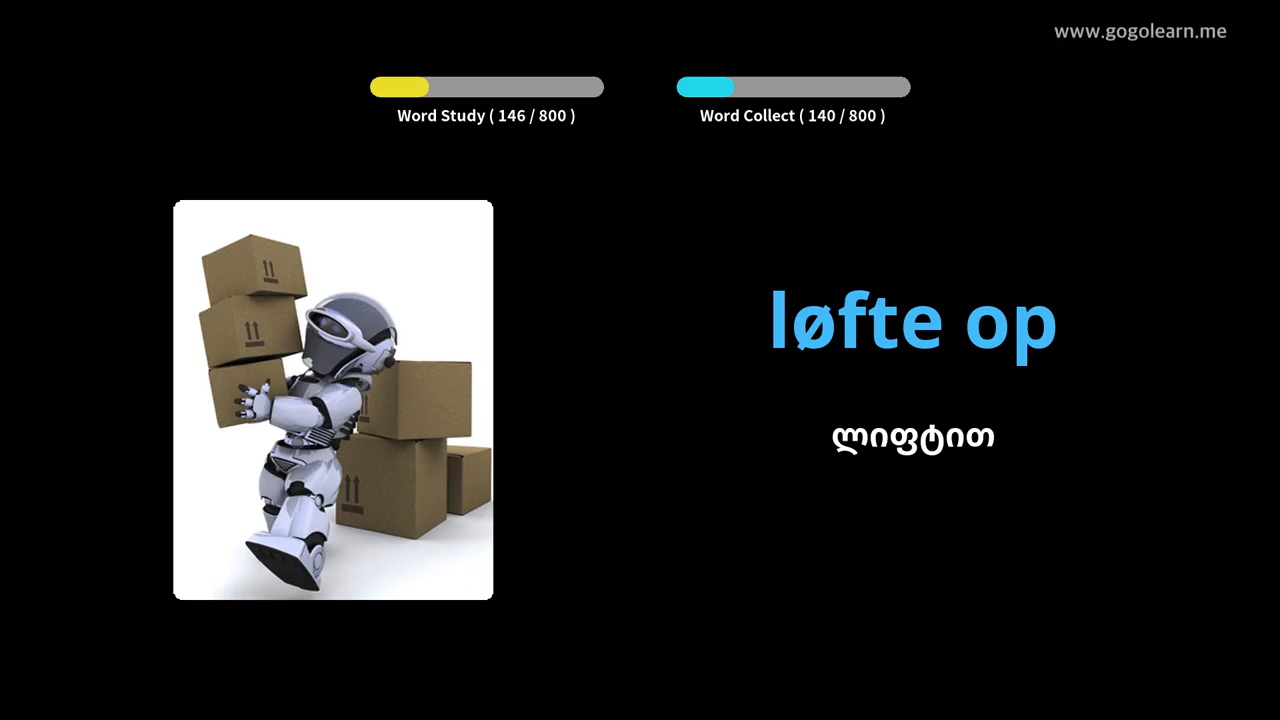 www.gogolearn.me
Word Study ( 146 / 800 )
Word Collect ( 140 / 800 )
løfte op
ლიფტით